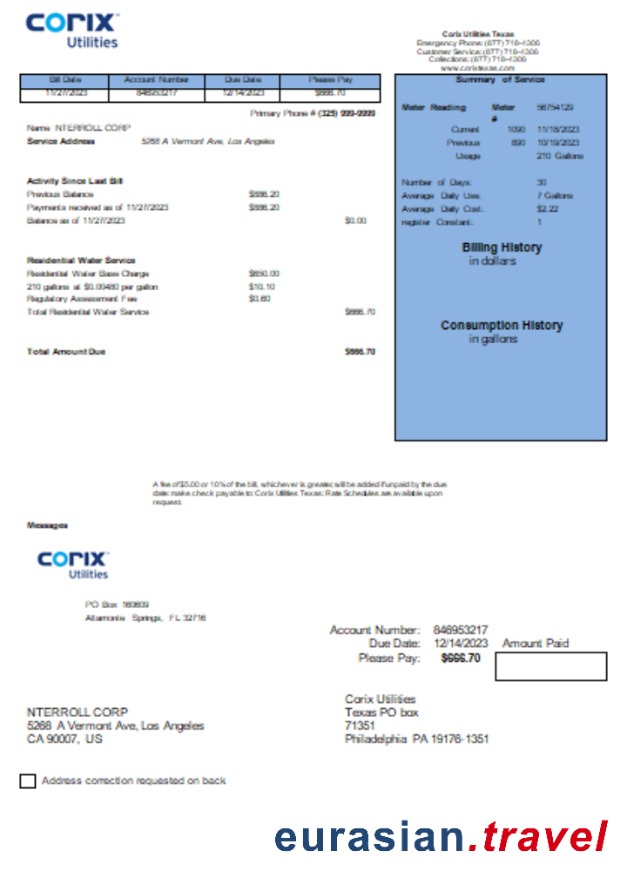 CORIX™
Utilities
Corix Utilities Texas
Emergency Phone: (877) 718-4306
Customer Service: (877) 718-4306
Collections: (877) 718-4306
www.corixtexas.com
Bill Date Account Number Due Date Please Pay
11/27/2023 846953217 12/14/2023 $666.70
Primary Phone # (325) 999-9999
Name NTERROLL CORP
Service Address 5268 A Vermont Ave, Los Angeles
Activity Since Last Bill
Previous Balance $886.20
Payments received as of 11/27/2023 $886.20
Balance as of 11/27/2023 $0.00
Residential Water Service
Residential Water Base Charge $650.00
210 gallons at $0.00480 per gallon $10.10
Regulatory Assessment Fee $0.60
Total Residential Water Service $666.70
Total Amount Due $666.70
Summary of Service
Meter Reading Meter # 56754129
Current 1090 11/18/2023
Previous 890 10/19/2023
Usage 210 Gallons
Number of Days: 30
Average Daily Use: 7 Gallons
Average Daily Cost: $2.22
register Constant: 1
Billing History
in dollars
Consumption History
in gallons
A fee of $5.00 or 10% of the bill, whichever is greater, will be added if unpaid by the due
date: make check payable to: Corix Utilities Texas: Rate Schedules are available upon
request.
Messages
CORIX™
Utilities
PO Box 160609
Altamonte Springs, FL 32716
Account Number: 846953217
Due Date: 12/14/2023 Amount Paid
Please Pay: $666.70
NTERROLL CORP
5268 A Vermont Ave, Los Angeles
CA 90007, US
Corix Utilities
Texas PO box
71351
Philadelphia PA 19176-1351
Address correction requested on back
eurasian.travel